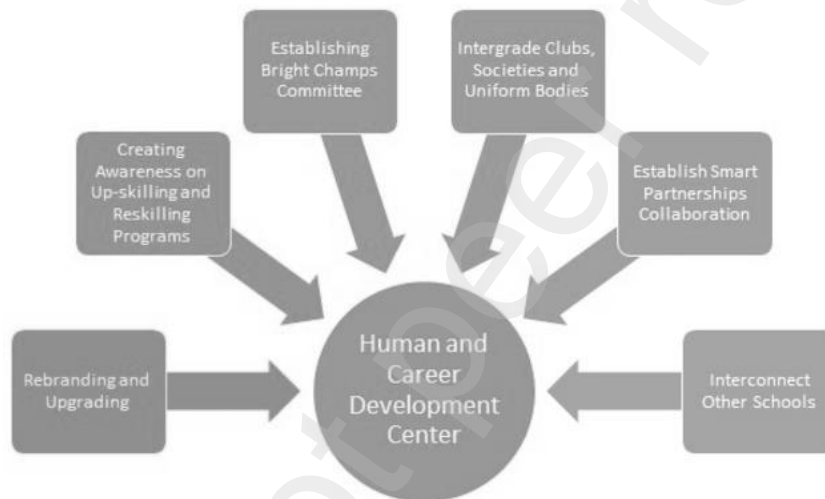 Establishing
Bright Champs
Committee
Intergrade Clubs,
Societies and
Uniform Bodies
Creating
Awareness on
Up-skilling and
Reskilling
Programs
Establish Smart
Partnerships
Collaboration
Rebranding and
Upgrading
Human and
Career
Development
Center
Interconnect
Other Schools